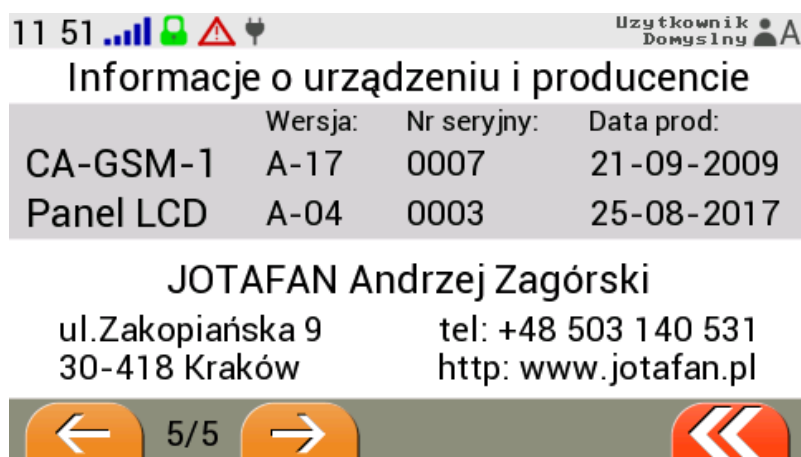 11 51 Uzytkownik
Domyslny A
Informacje o urządzeniu i producencie
Wersja: Nr seryjny: Data prod:
CA-GSM-1 A-17 0007 21-09-2009
Panel LCD A-04 0003 25-08-2017
JOTAFAN Andrzej Zagórski
ul.Zakopiańska 9 tel: +48 503 140 531
30-418 Kraków http: www.jotafan.pl
5/5